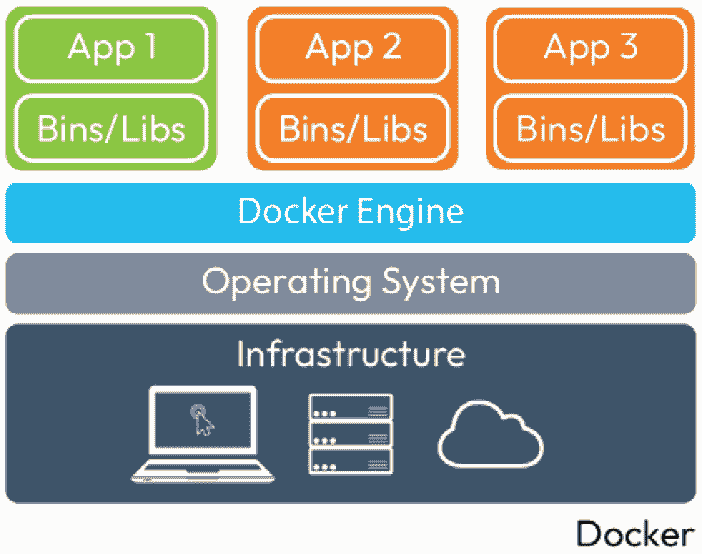 App 1
App 2
App 3
Bins/Libs
Bins/Libs
Bins/Libs
Docker Engine
Operating System
Infrastructure
Docker